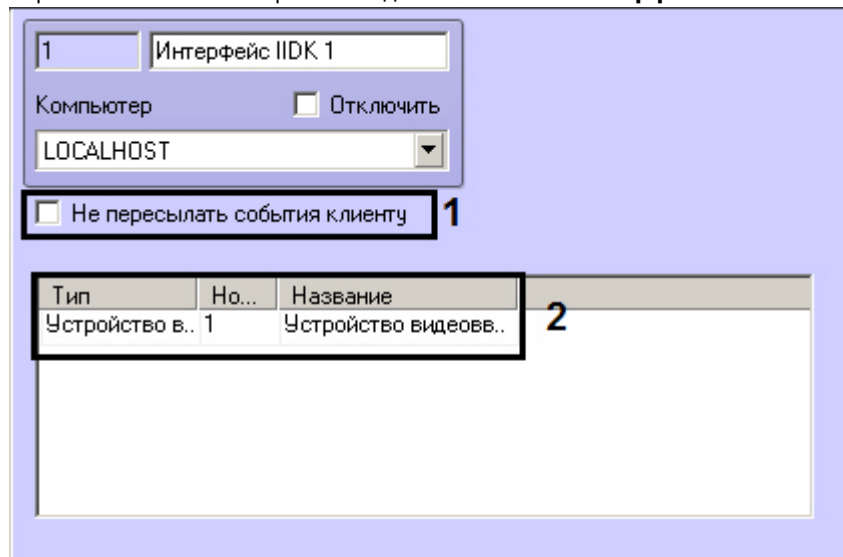 1 Интерфейс IIDK 1
Компьютер Отключить
LOCALHOST
Не пересылать события клиенту 1
Тип Но... Название
Устройство в.. 1 Устройство видеовв.. 2